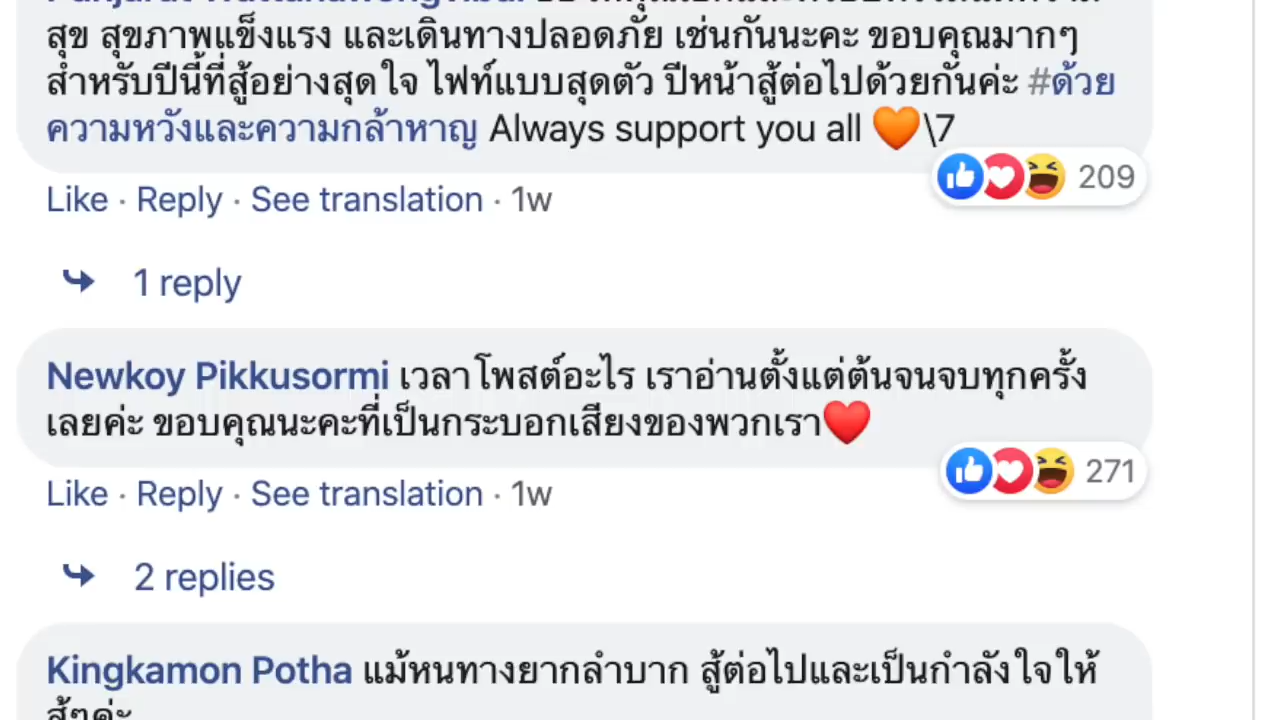 สุข สุขภาพแข็งแรง และเดินทางปลอดภัย เช่นกันนะคะ ขอบคุณมากๆ
สำหรับปีนี้ที่สู้อย่างสุดใจ ไฟท์แบบสุดตัว ปีหน้าสู้ต่อไปด้วยกันค่ะ #ด้วย
ความหวังและความกล้าหาญ Always support you all 🧡\7
209
Like · Reply · See translation · 1w
1 reply
Newkoy Pikkusormi เวลาโพสต์อะไร เราอ่านตั้งแต่ต้นจนจบทุกครั้ง
เลยค่ะ ขอบคุณนะคะที่เป็นกระบอกเสียงของพวกเรา❤️
271
Like · Reply · See translation · 1w
2 replies
Kingkamon Potha แม้หนทางยากลำบาก สู้ต่อไปและเป็นกำลังใจให้
สู้ๆค่ะ